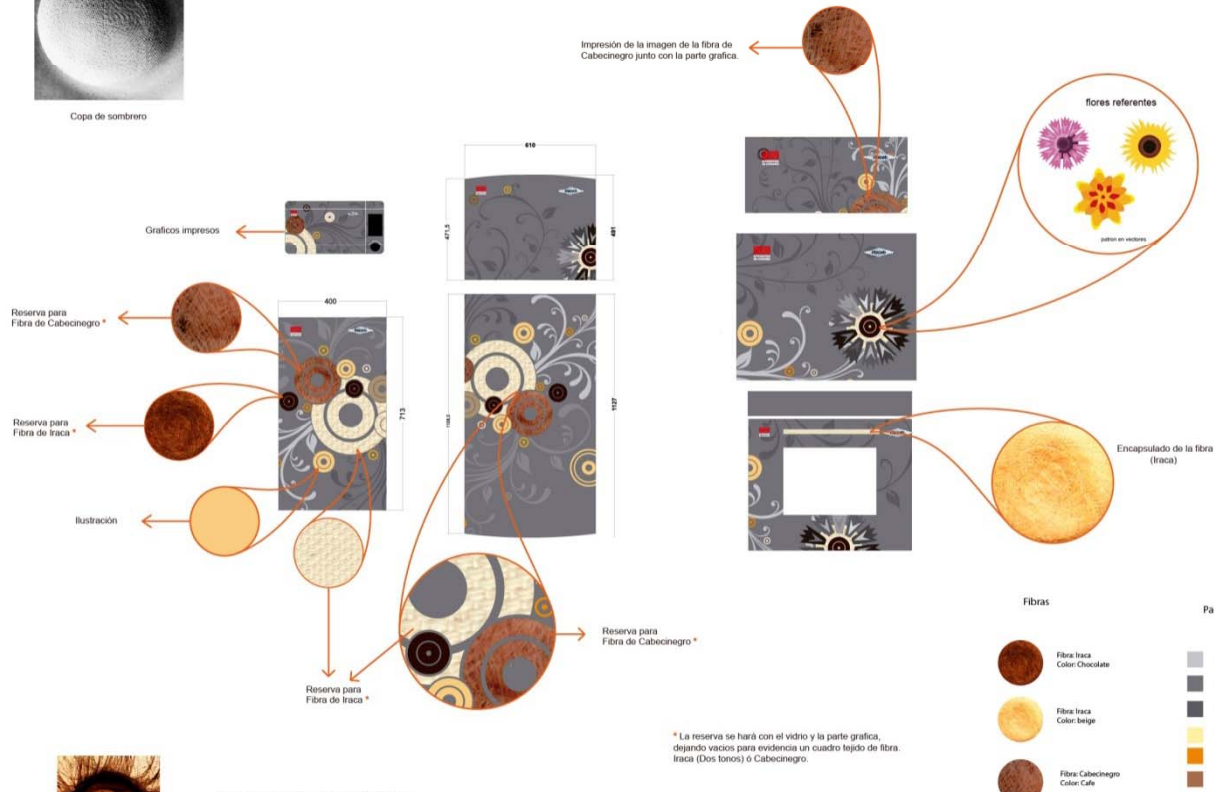 Copa de sombrero
Impresión de la imagen de la fibra de
Cabecinegro junto con la parte grafica.
flores referentes
patron en vectores
610
471,5
491
Graficos impresos
Reserva para
Fibra de Cabecinegro *
400
713
1127
Reserva para
Fibra de Iraca *
Ilustración
Encapsulado de la fibra
(Iraca)
Reserva para
Fibra de Cabecinegro *
Reserva para
Fibra de Iraca *
* La reserva se hará con el vidrio y la parte grafica,
dejando vacios para evidencia un cuadro tejido de fibra.
Iraca (Dos tonos) ó Cabecinegro.
Fibras
Pa
Fibra: Iraca
Color: Chocolate
Fibra: Iraca
Color: beige
Fibra: Cabecinegro
Color: Cafe